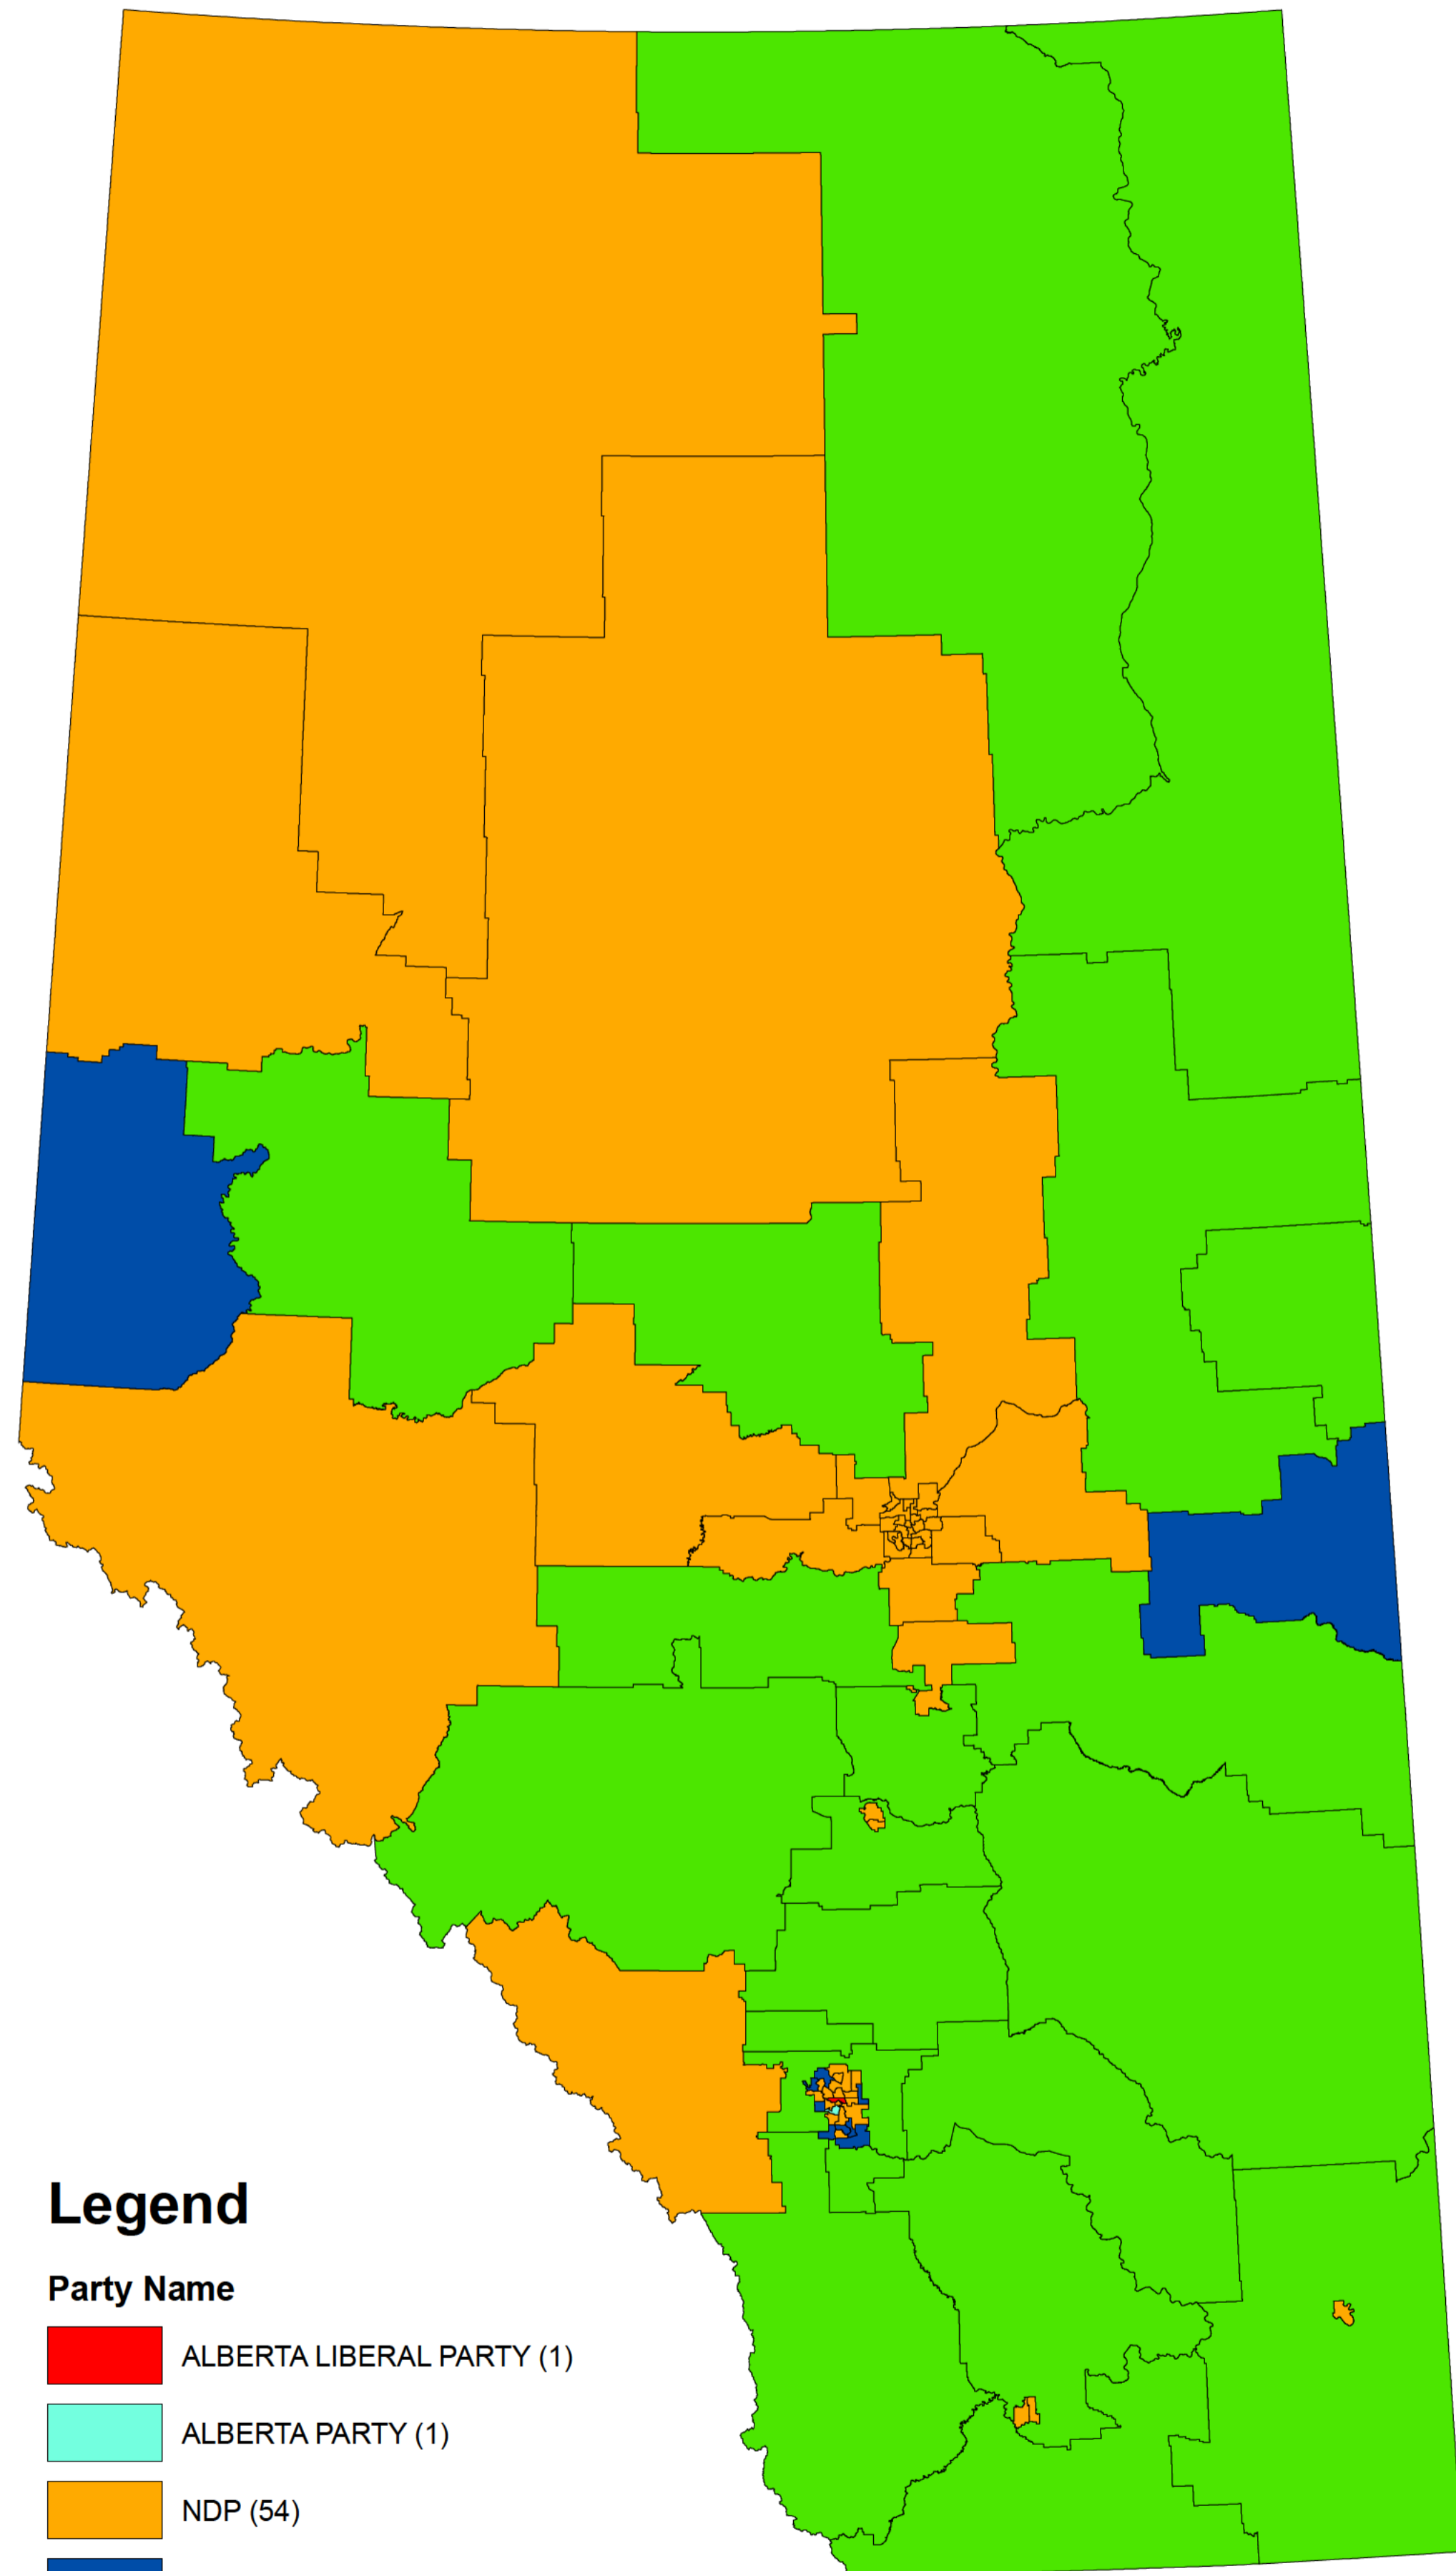 Legend
Party Name
ALBERTA LIBERAL PARTY (1)
ALBERTA PARTY (1)
NDP (54)